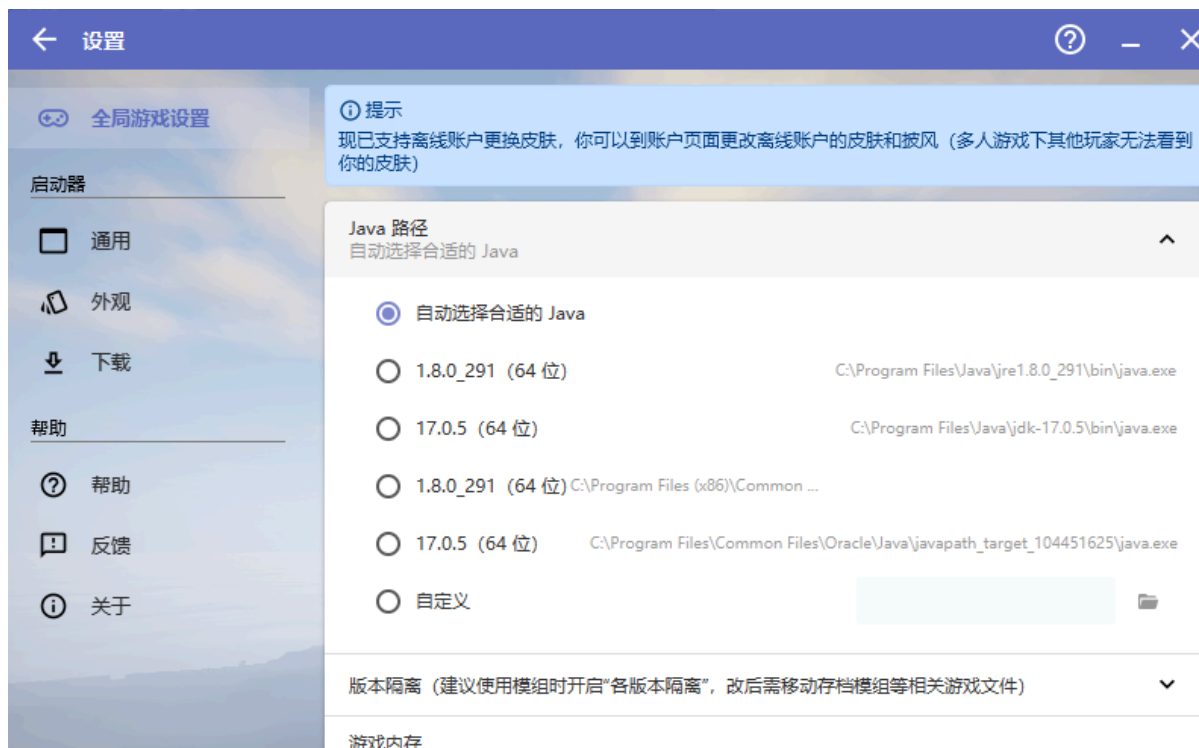 设置
全局游戏设置
启动器
通用
外观
下载
帮助
帮助
反馈
关于
提示
现已支持离线账户更换皮肤，你可以到账户页面更改离线账户的皮肤和披风（多人游戏下其他玩家无法看到
你的皮肤）
Java 路径
自动选择合适的 Java
自动选择合适的 Java
1.8.0_291（64 位） C:\Program Files\Java\jre1.8.0_291\bin\java.exe
17.0.5（64 位） C:\Program Files\Java\jdk-17.0.5\bin\java.exe
1.8.0_291（64 位） C:\Program Files (x86)\Common ...
17.0.5（64 位） C:\Program Files\Common Files\Oracle\Java\javapath_target_104451625\java.exe
自定义
版本隔离（建议使用模组时开启“各版本隔离”，改后需移动存档模组等相关游戏文件）
游戏内存